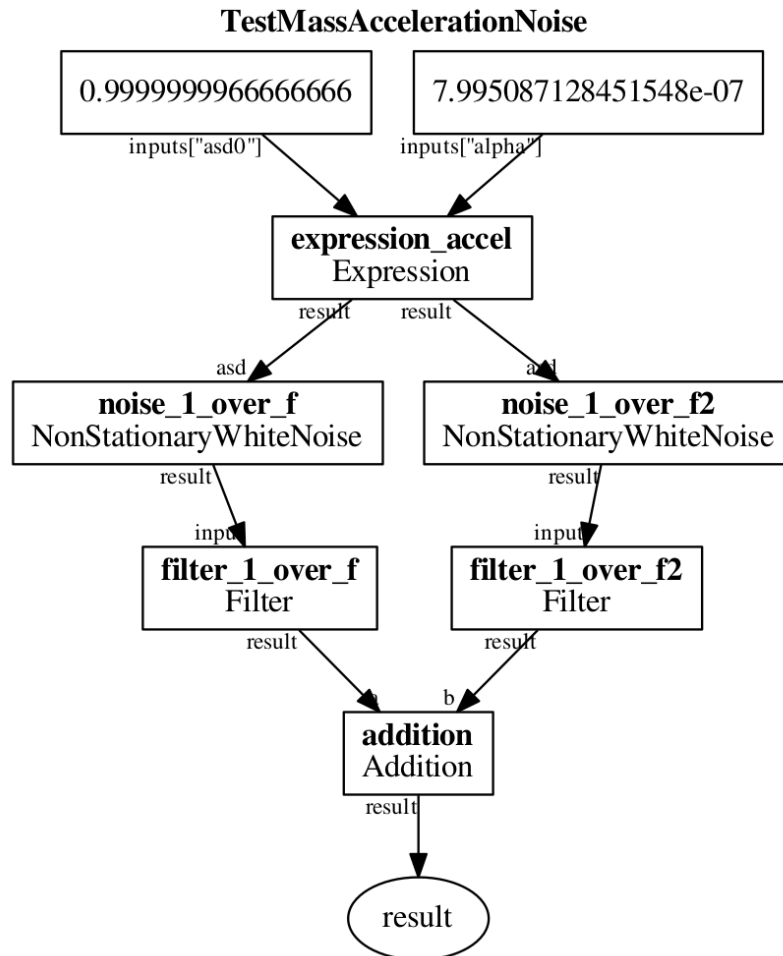 TestMassAccelerationNoise
0.9999999966666666
7.995087128451548e-07
inputs["asd0"]
inputs["alpha"]
expression_accel
Expression
result
result
asd
asd
noise_1_over_f
NonStationaryWhiteNoise
noise_1_over_f2
NonStationaryWhiteNoise
result
result
input
input
filter_1_over_f
Filter
filter_1_over_f2
Filter
result
result
a
b
addition
Addition
result
result